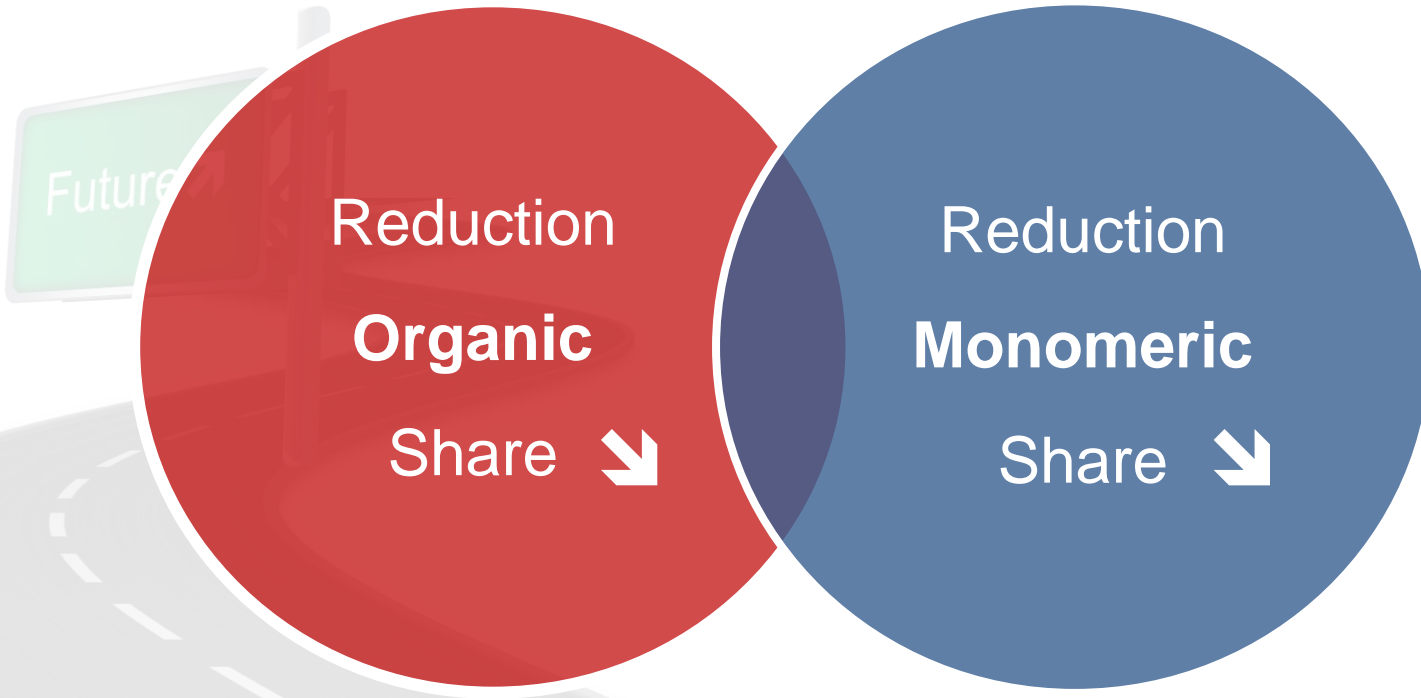 Future
Reduction
Organic
Share
Reduction
Monomeric
Share